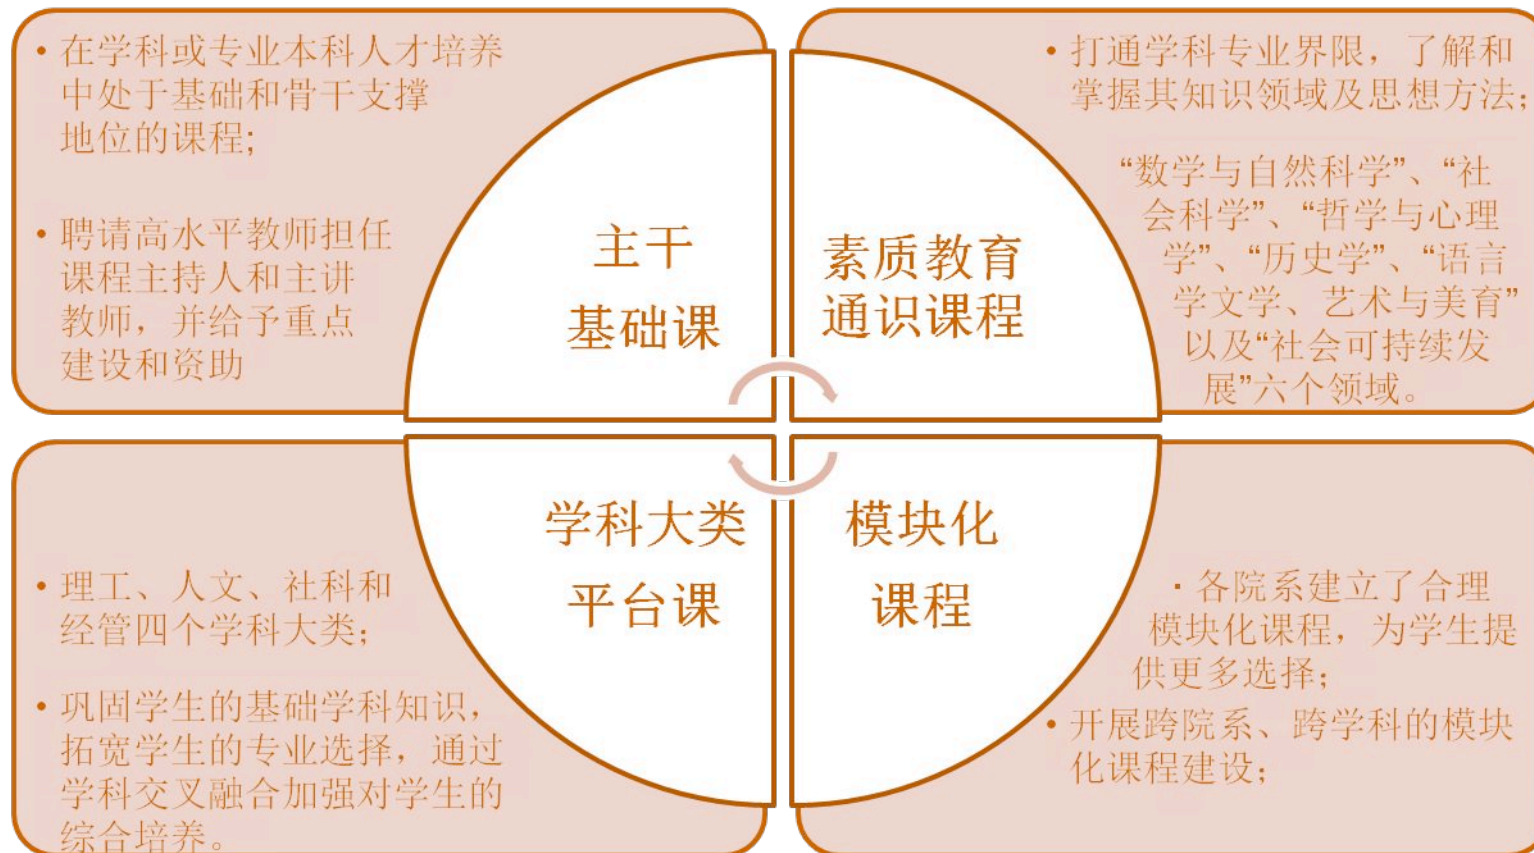 • 在学科或专业本科人才培养
中处于基础和骨干支撑
地位的课程;
• 聘请高水平教师担任
课程主持人和主讲
教师，并给予重点
建设和资助
主干
基础课
素质教育
通识课程
• 打通学科专业界限，了解和
掌握其知识领域及思想方法；
“数学与自然科学”、“社
会科学”、“哲学与心理
学”、“历史学”、“语言
学文学、艺术与美育”
以及“社会可持续发
展”六个领域。
• 理工、人文、社科和
经管四个学科大类；
• 巩固学生的基础学科知识，
拓宽学生的专业选择，通过
学科交叉融合加强对学生的
综合培养。
学科大类
平台课
模块化
课程
▪ 各院系建立了合理
模块化课程，为学生提
供更多选择；
• 开展跨院系、跨学科的模块
化课程建设；